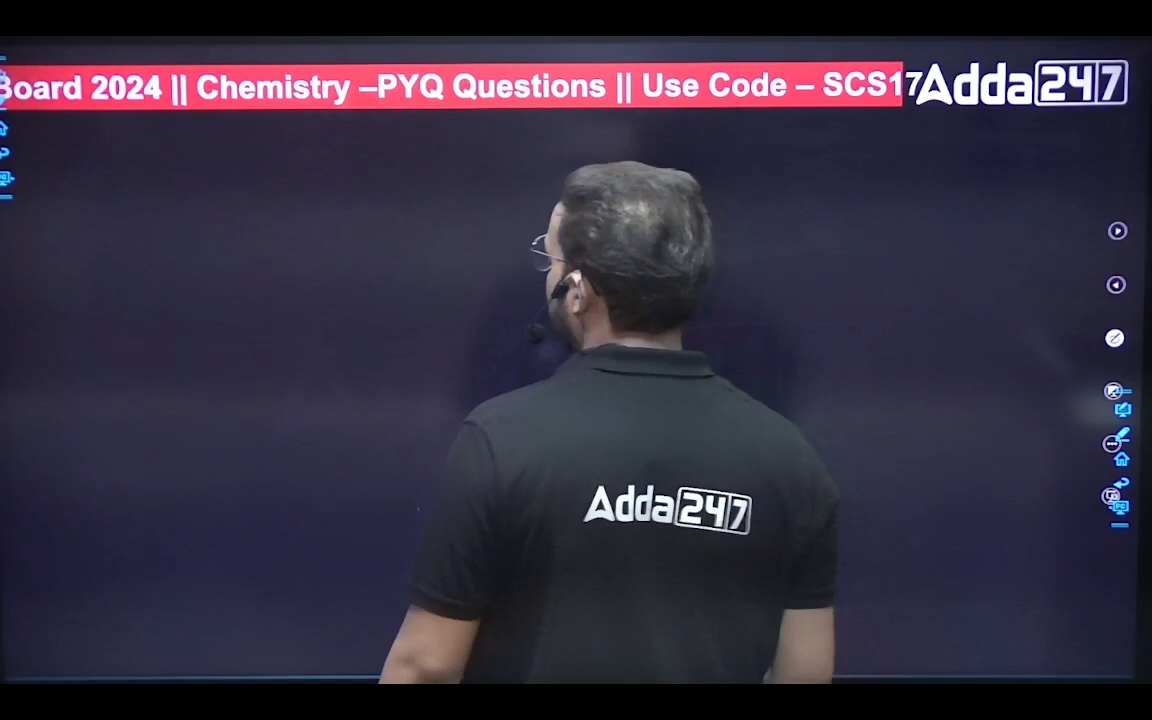 Board 2024 || Chemistry –PYQ Questions || Use Code – SCS17
Adda247
Adda247